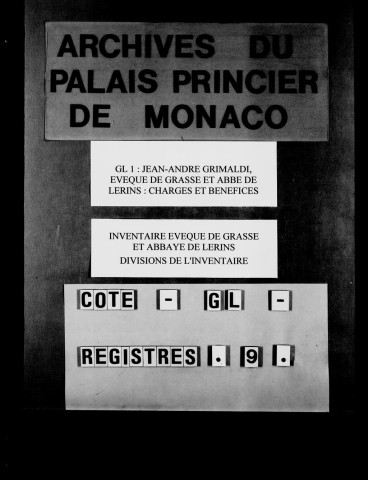 ARCHIVES DU
PALAIS PRINCIER
DE MONACO
GL 1 : JEAN-ANDRE GRIMALDI,
EVEQUE DE GRASSE ET ABBE DE
LERINS : CHARGES ET BENEFICES
INVENTAIRE EVEQUE DE GRASSE
ET ABBAYE DE LERINS
DIVISIONS DE L'INVENTAIRE
COTE - GL -
REGISTRES . 9 .